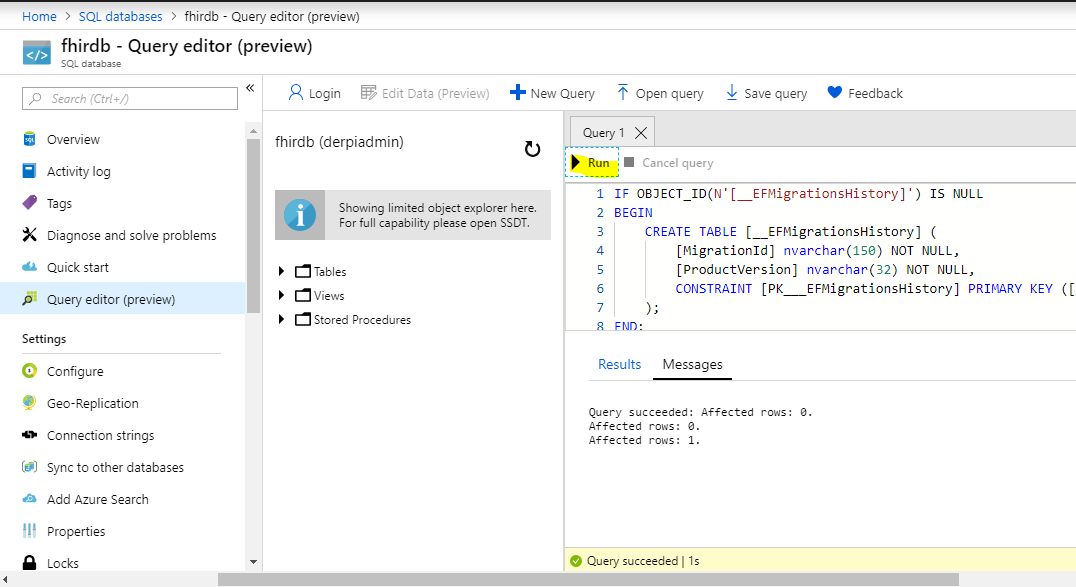 Home > SQL databases > fhirdb - Query editor (preview)
fhirdb - Query editor (preview)
SQL database
Search (Ctrl+/)
«
Overview
Activity log
Tags
Diagnose and solve problems
Quick start
Query editor (preview)
Settings
Configure
Geo-Replication
Connection strings
Sync to other databases
Add Azure Search
Properties
Locks
Login
Edit Data (Preview)
New Query
Open query
Save query
Feedback
fhirdb (derpiadmin)
Showing limited object explorer here.
For full capability please open SSDT.
Tables
Views
Stored Procedures
Query 1
Run
Cancel query
1 IF OBJECT_ID(N'[__EFMigrationsHistory]') IS NULL
2 BEGIN
3 CREATE TABLE [__EFMigrationsHistory] (
4 [MigrationId] nvarchar(150) NOT NULL,
5 [ProductVersion] nvarchar(32) NOT NULL,
6 CONSTRAINT [PK___EFMigrationsHistory] PRIMARY KEY ([
7 );
8 END;
Results
Messages
Query succeeded: Affected rows: 0.
Affected rows: 0.
Affected rows: 1.
Query succeeded | 1s